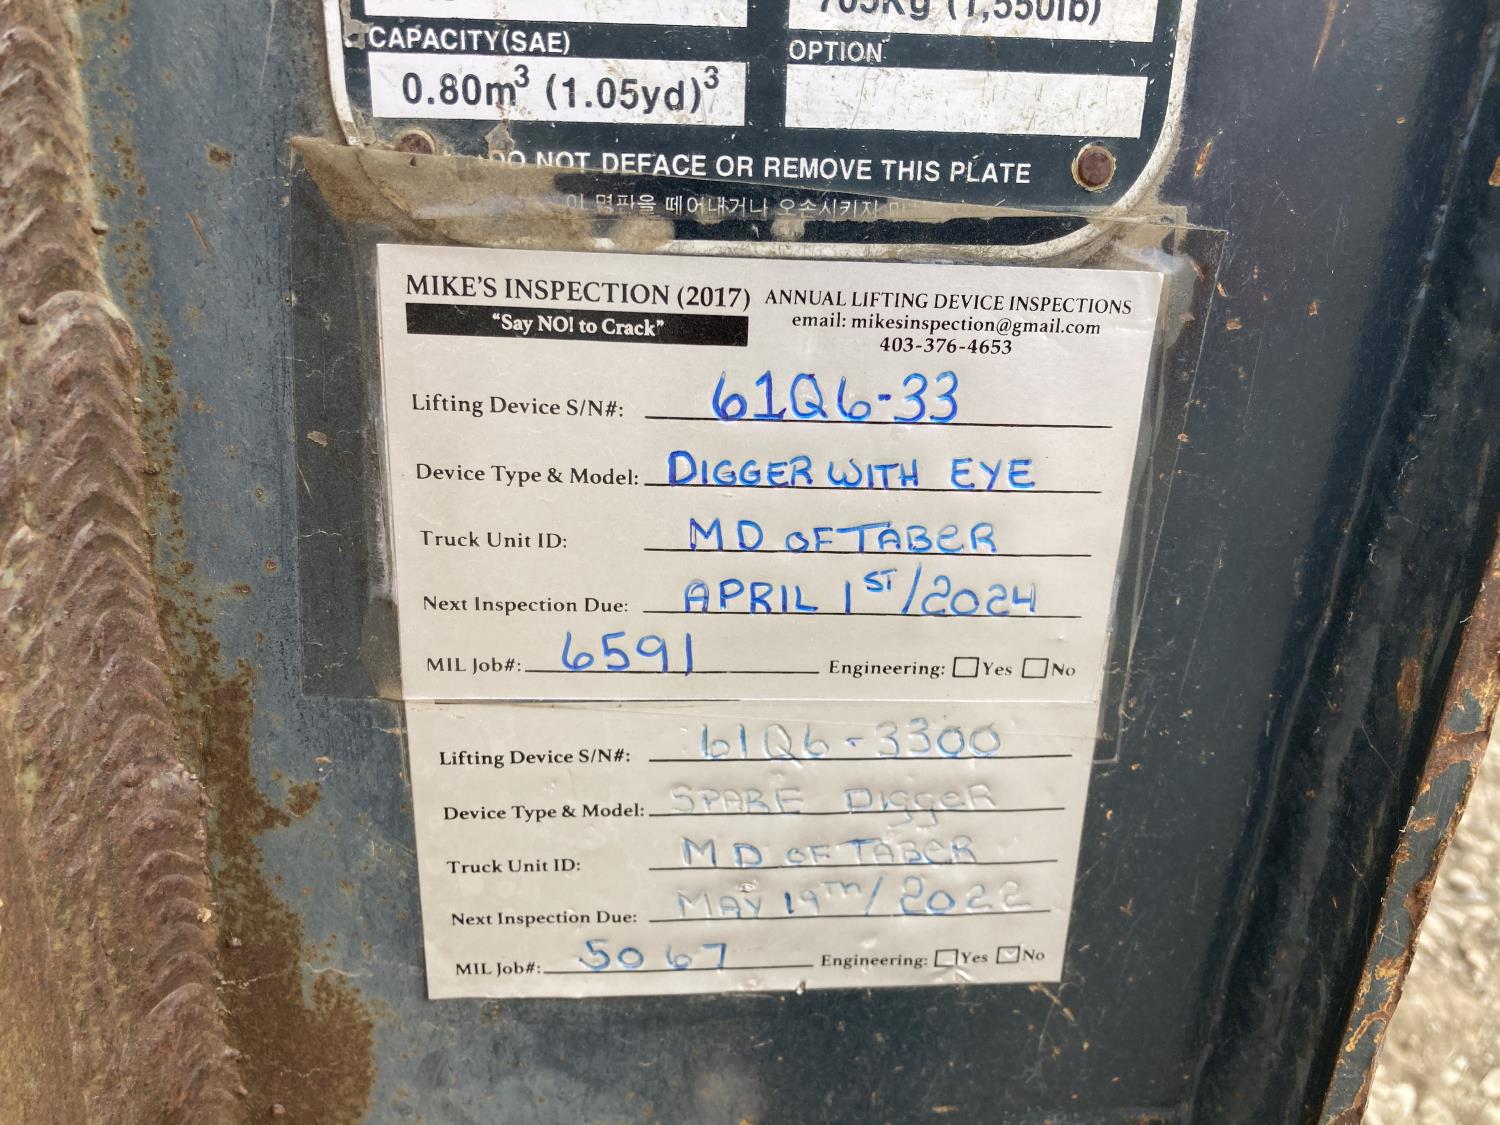 705Kg (1,550lb)
CAPACITY(SAE)
OPTION
0.80m³ (1.05yd)³
DO NOT DEFACE OR REMOVE THIS PLATE
이 명판을 떼어내거나 오손시키지
MIKE'S INSPECTION (2017)
"Say NO! to Crack"
ANNUAL LIFTING DEVICE INSPECTIONS
email: mikesinspection@gmail.com
403-376-4653
Lifting Device S/N#: 61Q6-33
Device Type & Model: DIGGER WITH EYE
Truck Unit ID: MD OF TABER
Next Inspection Due: APRIL 1ST/2024
MIL Job#: 6591 Engineering: Yes No
Lifting Device S/N#: 61Q6-3300
Device Type & Model: SPARE DIGGER
Truck Unit ID: MD OF TABER
Next Inspection Due: MAY 19TH/2022
MIL Job#: 5067 Engineering: Yes No